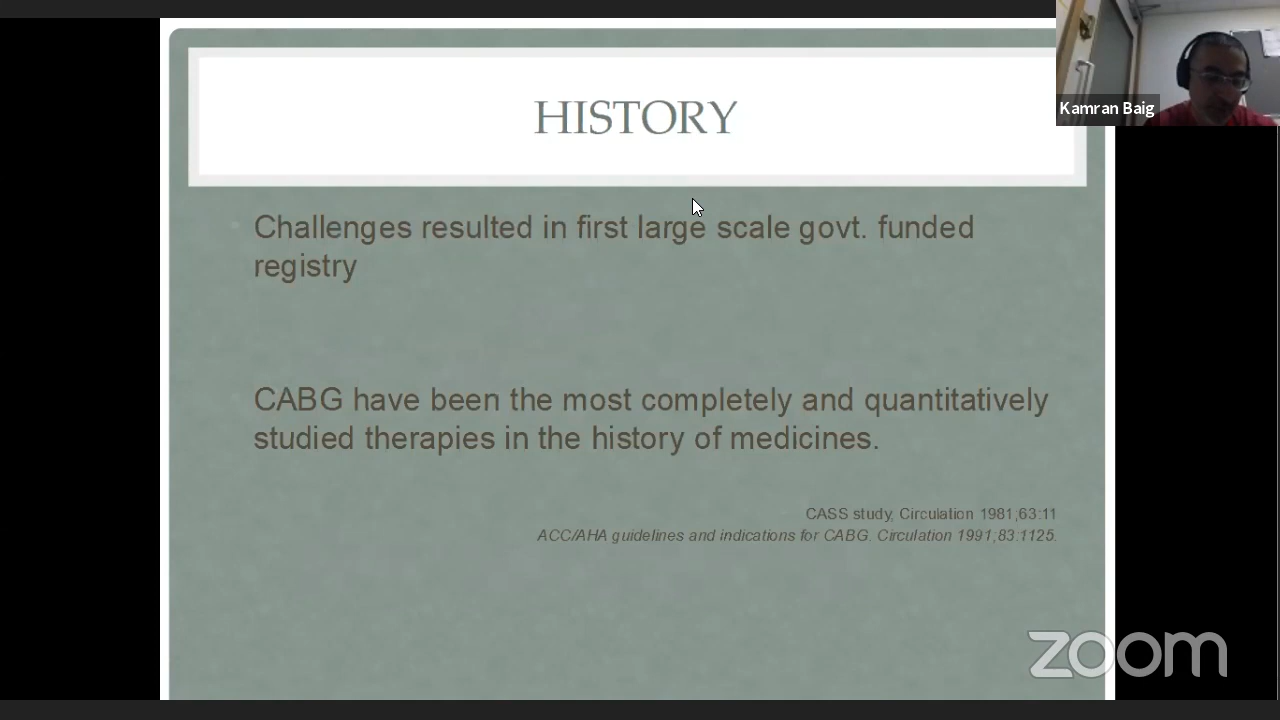 HISTORY
Kamran Baig
Challenges resulted in first large scale govt. funded
registry
CABG have been the most completely and quantitatively
studied therapies in the history of medicines.
CASS study, Circulation 1981,63:11
ACC/AHA guidelines and indications for CABG. Circulation 1991,83:1125.
zoom